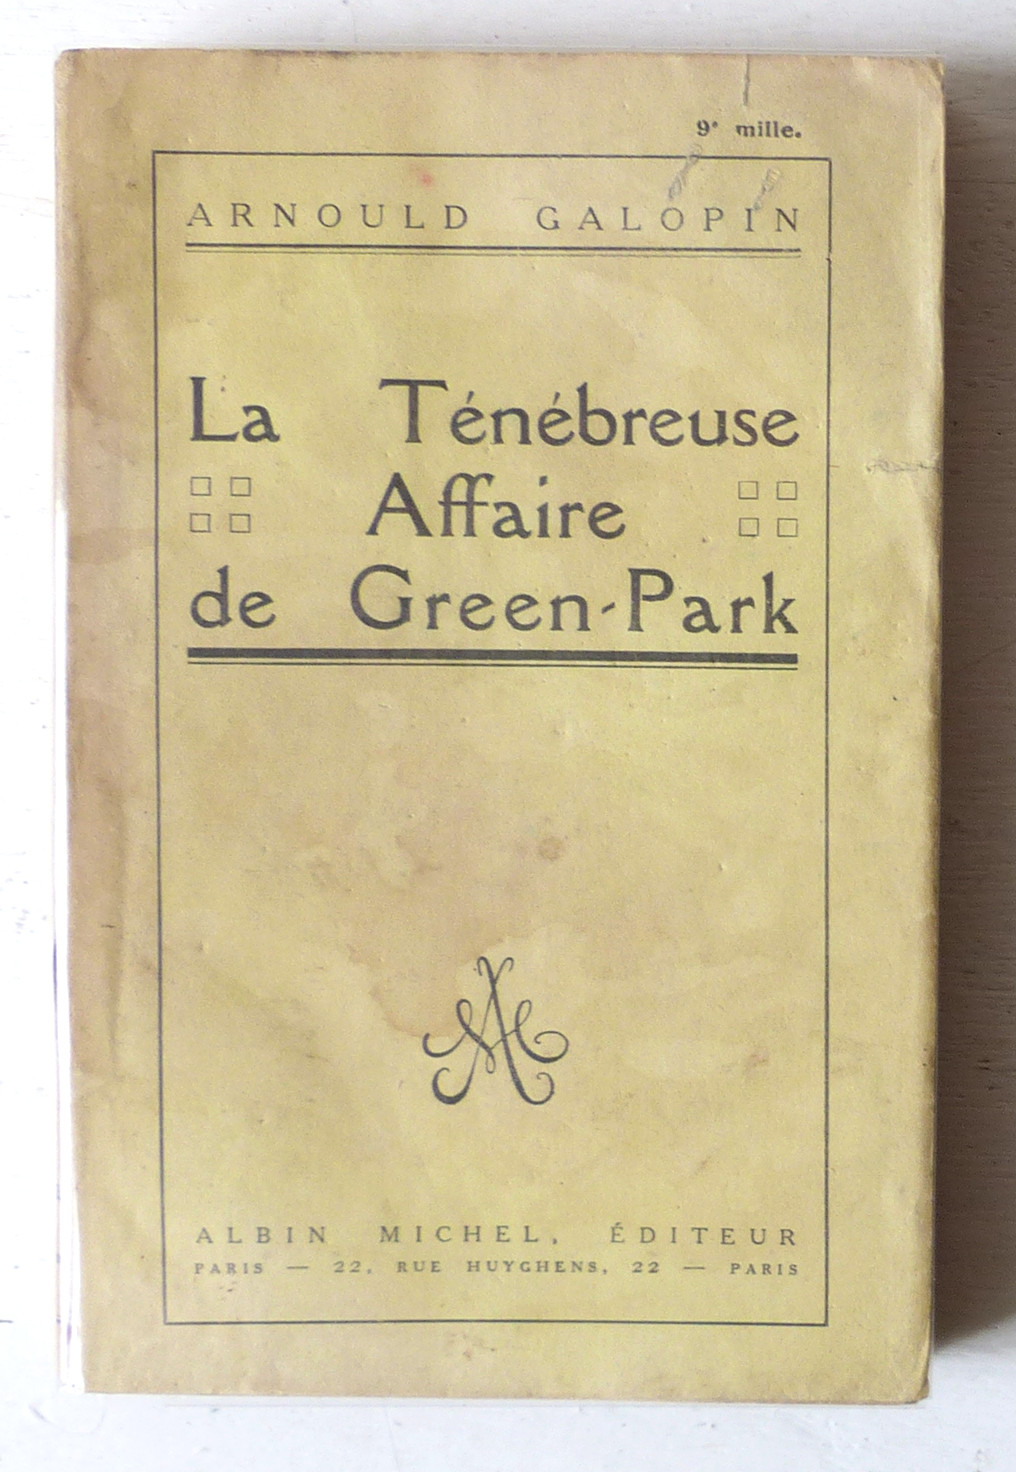 9e mille.
ARNOULD GALOPIN
La Ténébreuse
Affaire
de Green-Park
ALBIN MICHEL, ÉDITEUR
PARIS — 22, RUE HUYGHENS, 22 — PARIS